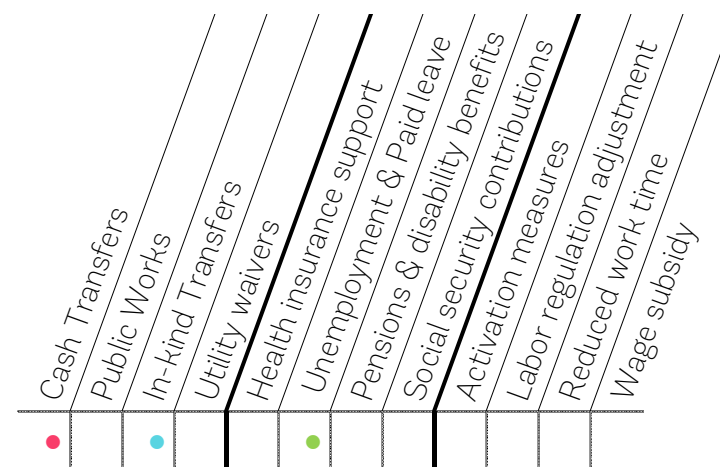 Cash Transfers
Public Works
In-kind Transfers
Utility waivers
Health insurance support
Unemployment & Paid leave
Pensions & disability benefits
Social security contributions
Activation measures
Labor regulation adjustment
Reduced work time
Wage subsidy